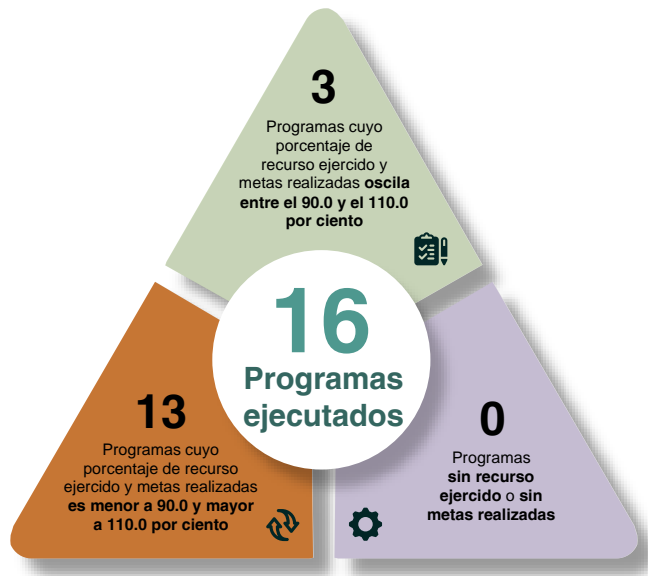 3
Programas cuyo
porcentaje de
recurso ejercido y
metas realizadas oscila
entre el 90.0 y el 110.0
por ciento
16
Programas
ejecutados
13
Programas cuyo
porcentaje de recurso
ejercido y metas realizadas
es menor a 90.0 y mayor
a 110.0 por ciento
0
Programas
sin recurso
ejercido o sin
metas realizadas